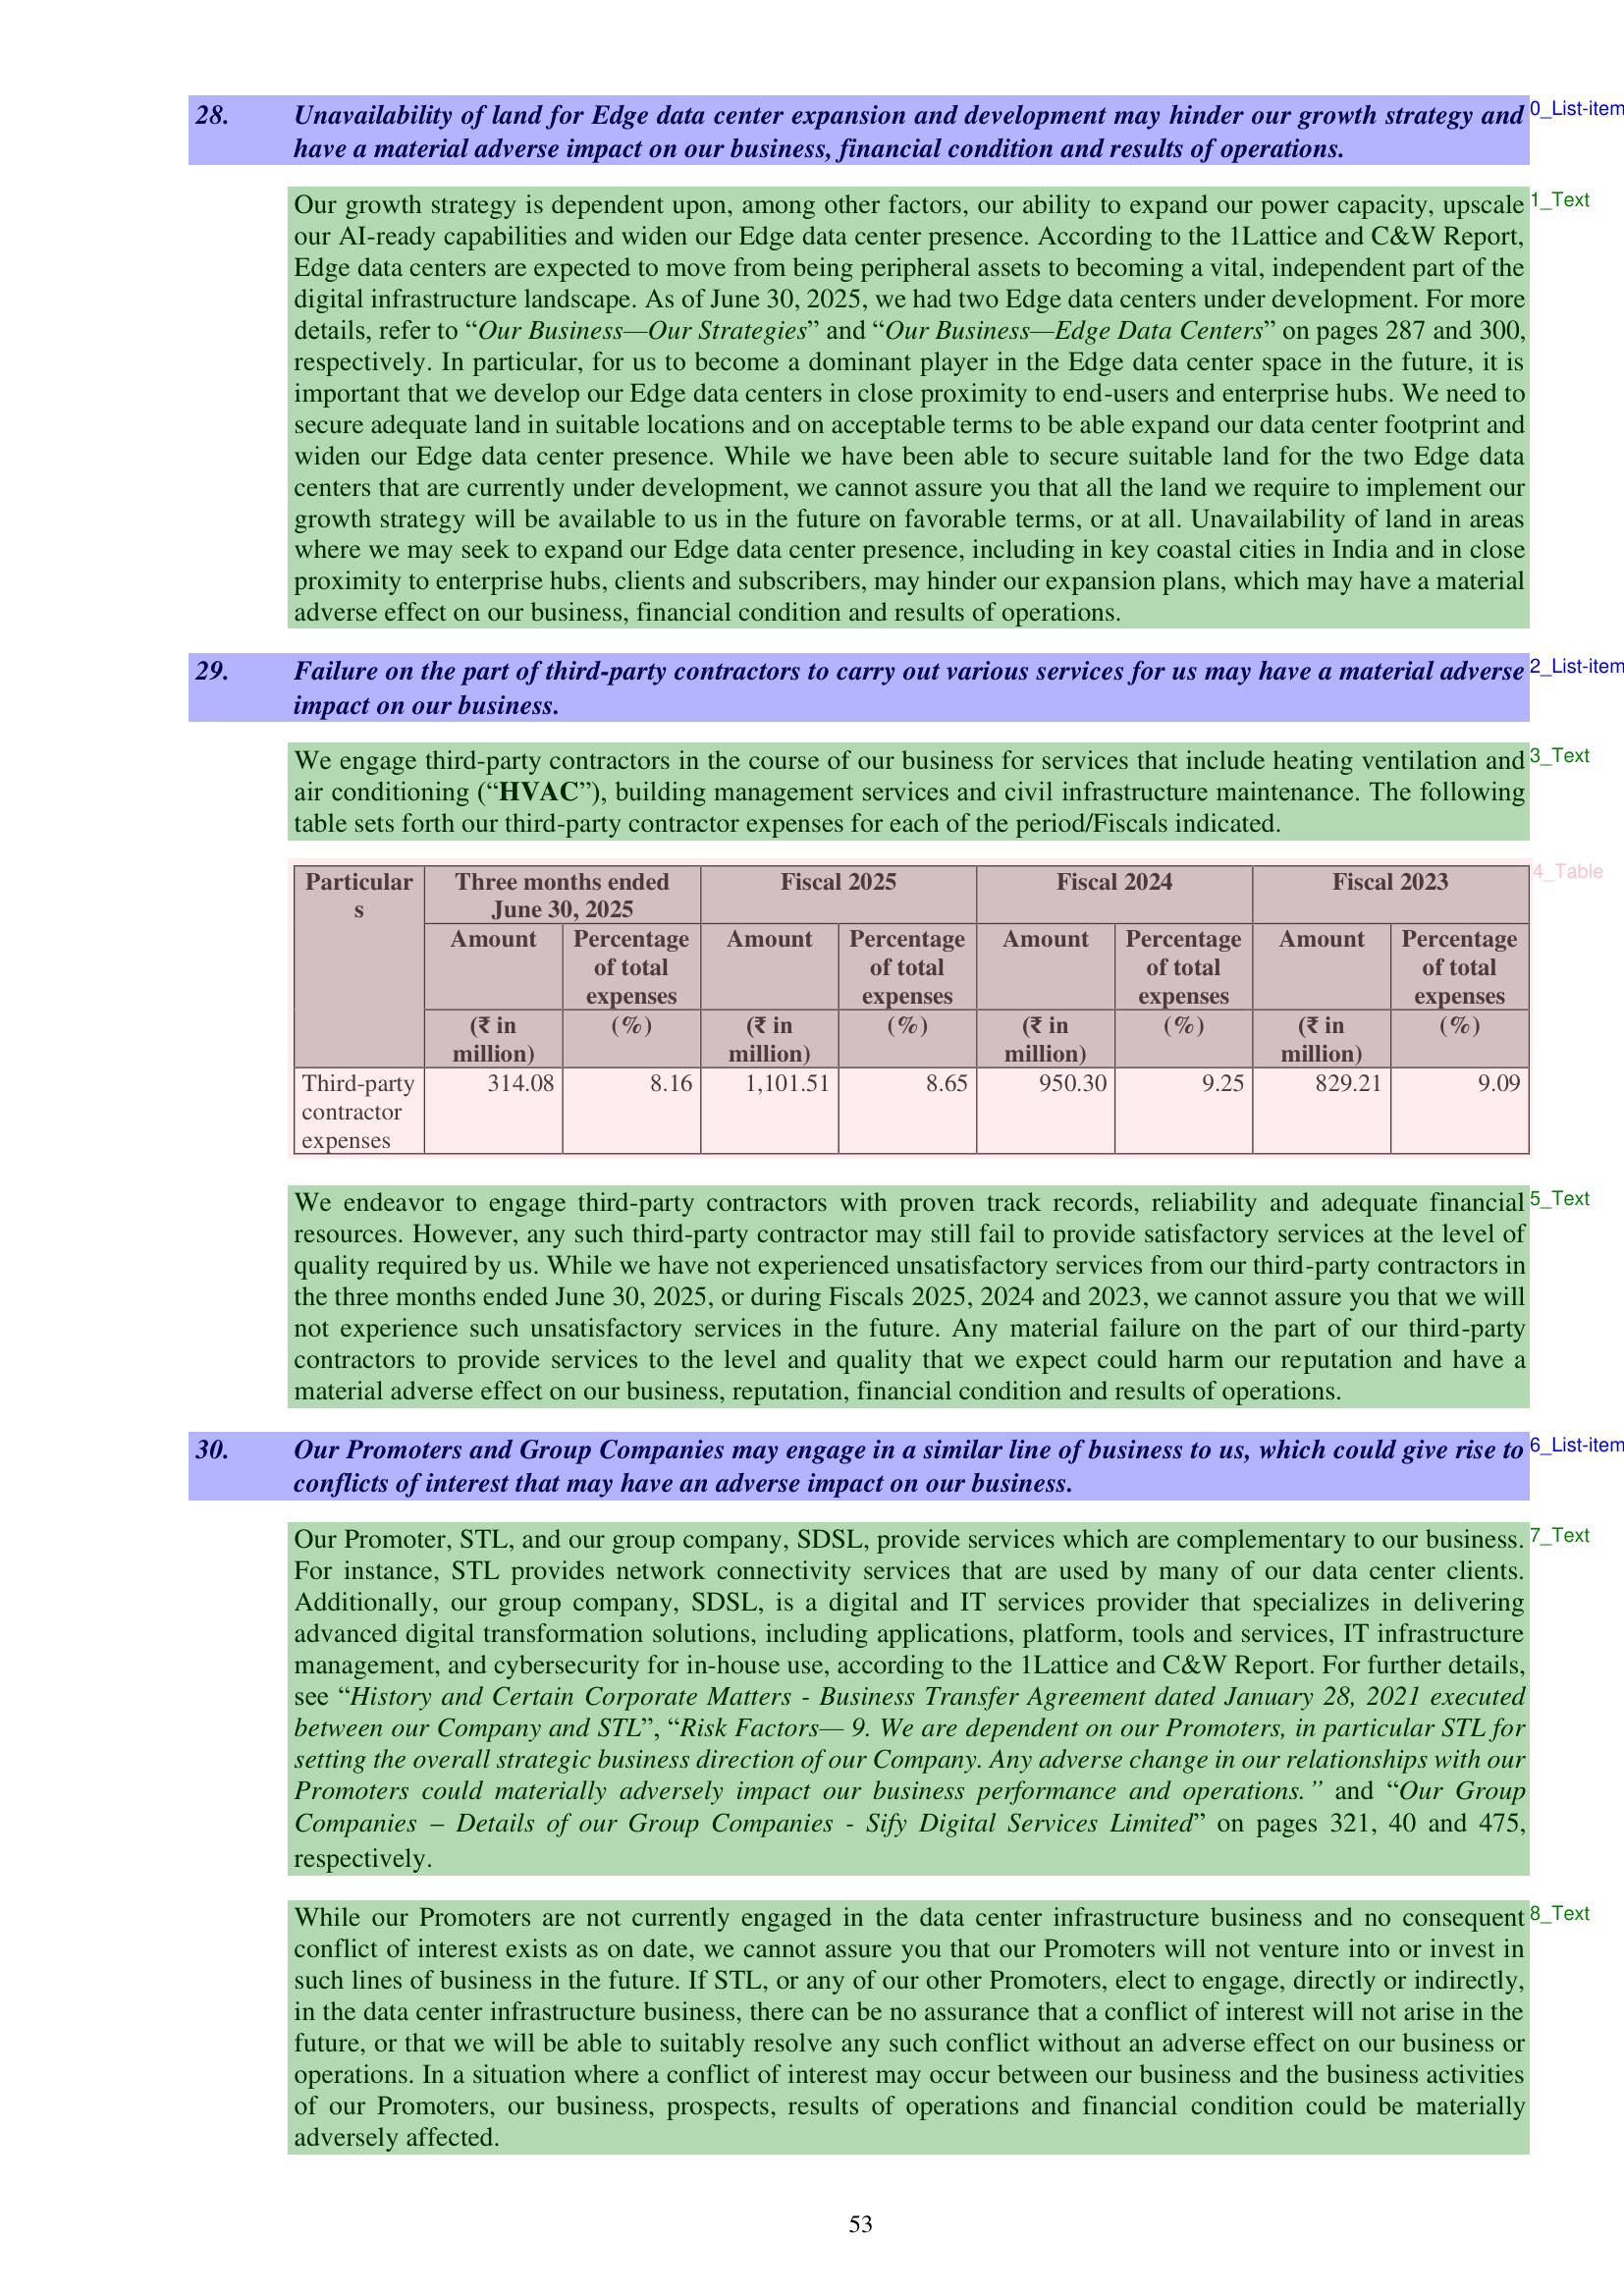 28. Unavailability of land for Edge data center expansion and development may hinder our growth strategy and 0_List-item
have a material adverse impact on our business, financial condition and results of operations.
Our growth strategy is dependent upon, among other factors, our ability to expand our power capacity, upscale 1_Text
our AI-ready capabilities and widen our Edge data center presence. According to the 1Lattice and C&W Report,
Edge data centers are expected to move from being peripheral assets to becoming a vital, independent part of the
digital infrastructure landscape. As of June 30, 2025, we had two Edge data centers under development. For more
details, refer to “Our Business—Our Strategies” and “Our Business—Edge Data Centers” on pages 287 and 300,
respectively. In particular, for us to become a dominant player in the Edge data center space in the future, it is
important that we develop our Edge data centers in close proximity to end-users and enterprise hubs. We need to
secure adequate land in suitable locations and on acceptable terms to be able expand our data center footprint and
widen our Edge data center presence. While we have been able to secure suitable land for the two Edge data
centers that are currently under development, we cannot assure you that all the land we require to implement our
growth strategy will be available to us in the future on favorable terms, or at all. Unavailability of land in areas
where we may seek to expand our Edge data center presence, including in key coastal cities in India and in close
proximity to enterprise hubs, clients and subscribers, may hinder our expansion plans, which may have a material
adverse effect on our business, financial condition and results of operations.
29. Failure on the part of third-party contractors to carry out various services for us may have a material adverse 2_List-item
impact on our business.
We engage third-party contractors in the course of our business for services that include heating ventilation and 3_Text
air conditioning (“HVAC”), building management services and civil infrastructure maintenance. The following
table sets forth our third-party contractor expenses for each of the period/Fiscals indicated.
4_Table
Particular Three months ended Fiscal 2025 Fiscal 2024 Fiscal 2023
s June 30, 2025
Amount Percentage Amount Percentage Amount Percentage Amount Percentage
of total of total of total of total
expenses expenses expenses expenses
(₹ in (%) (₹ in (%) (₹ in (%) (₹ in (%)
million) million) million) million)
Third-party 314.08 8.16 1,101.51 8.65 950.30 9.25 829.21 9.09
contractor
expenses
We endeavor to engage third-party contractors with proven track records, reliability and adequate financial 5_Text
resources. However, any such third-party contractor may still fail to provide satisfactory services at the level of
quality required by us. While we have not experienced unsatisfactory services from our third-party contractors in
the three months ended June 30, 2025, or during Fiscals 2025, 2024 and 2023, we cannot assure you that we will
not experience such unsatisfactory services in the future. Any material failure on the part of our third-party
contractors to provide services to the level and quality that we expect could harm our reputation and have a
material adverse effect on our business, reputation, financial condition and results of operations.
30. Our Promoters and Group Companies may engage in a similar line of business to us, which could give rise to 6_List-item
conflicts of interest that may have an adverse impact on our business.
Our Promoter, STL, and our group company, SDSL, provide services which are complementary to our business. 7_Text
For instance, STL provides network connectivity services that are used by many of our data center clients.
Additionally, our group company, SDSL, is a digital and IT services provider that specializes in delivering
advanced digital transformation solutions, including applications, platform, tools and services, IT infrastructure
management, and cybersecurity for in-house use, according to the 1Lattice and C&W Report. For further details,
see “History and Certain Corporate Matters - Business Transfer Agreement dated January 28, 2021 executed
between our Company and STL”, “Risk Factors— 9. We are dependent on our Promoters, in particular STL for
setting the overall strategic business direction of our Company. Any adverse change in our relationships with our
Promoters could materially adversely impact our business performance and operations.” and “Our Group
Companies – Details of our Group Companies - Sify Digital Services Limited” on pages 321, 40 and 475,
respectively.
While our Promoters are not currently engaged in the data center infrastructure business and no consequent 8_Text
conflict of interest exists as on date, we cannot assure you that our Promoters will not venture into or invest in
such lines of business in the future. If STL, or any of our other Promoters, elect to engage, directly or indirectly,
in the data center infrastructure business, there can be no assurance that a conflict of interest will not arise in the
future, or that we will be able to suitably resolve any such conflict without an adverse effect on our business or
operations. In a situation where a conflict of interest may occur between our business and the business activities
of our Promoters, our business, prospects, results of operations and financial condition could be materially
adversely affected.
53